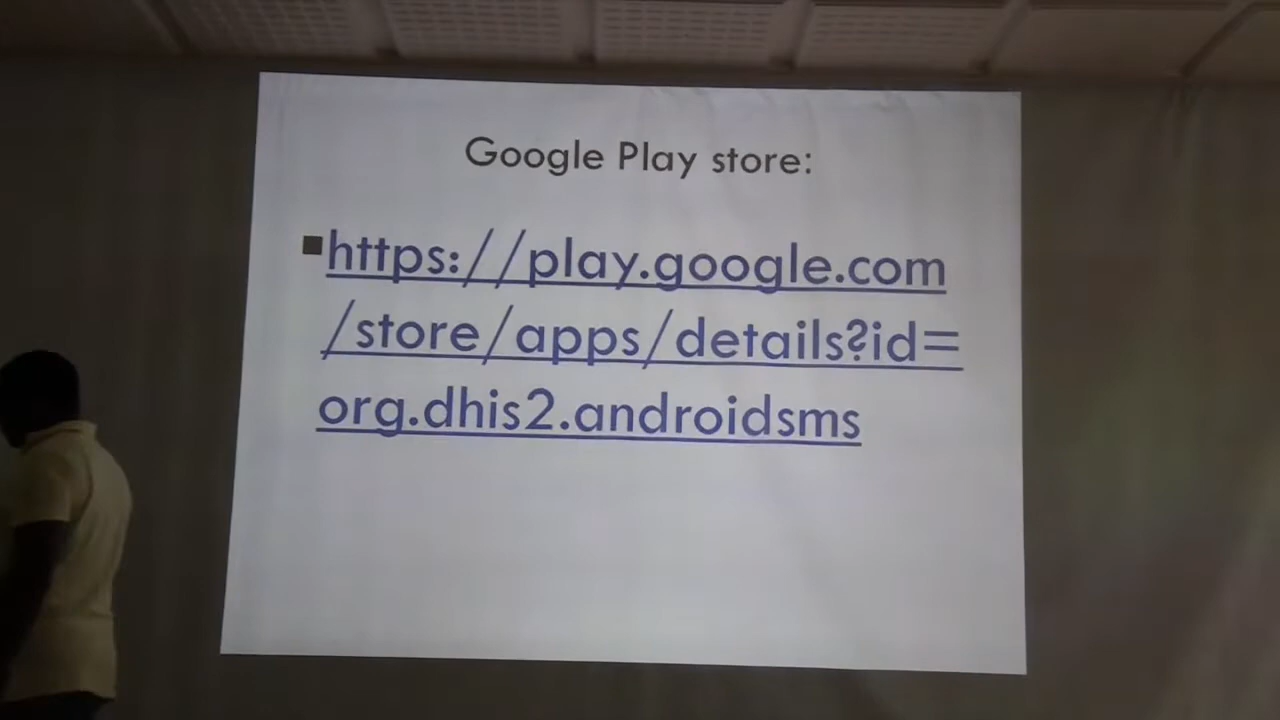 Google Play store:
https://play.google.com
/store/apps/details?id=
org.dhis2.androidsms